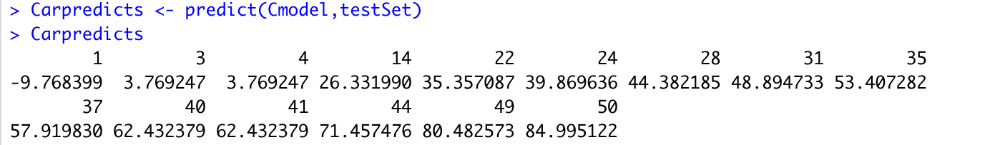 > Carpredicts <- predict(Cmodel,testSet)
> Carpredicts
        1         3         4        14        22        24        28        31        35
-9.768399  3.769247  3.769247 26.331990 35.357087 39.869636 44.382185 48.894733 53.407282
       37        40        41        44        49        50
57.919830 62.432379 62.432379 71.457476 80.482573 84.995122